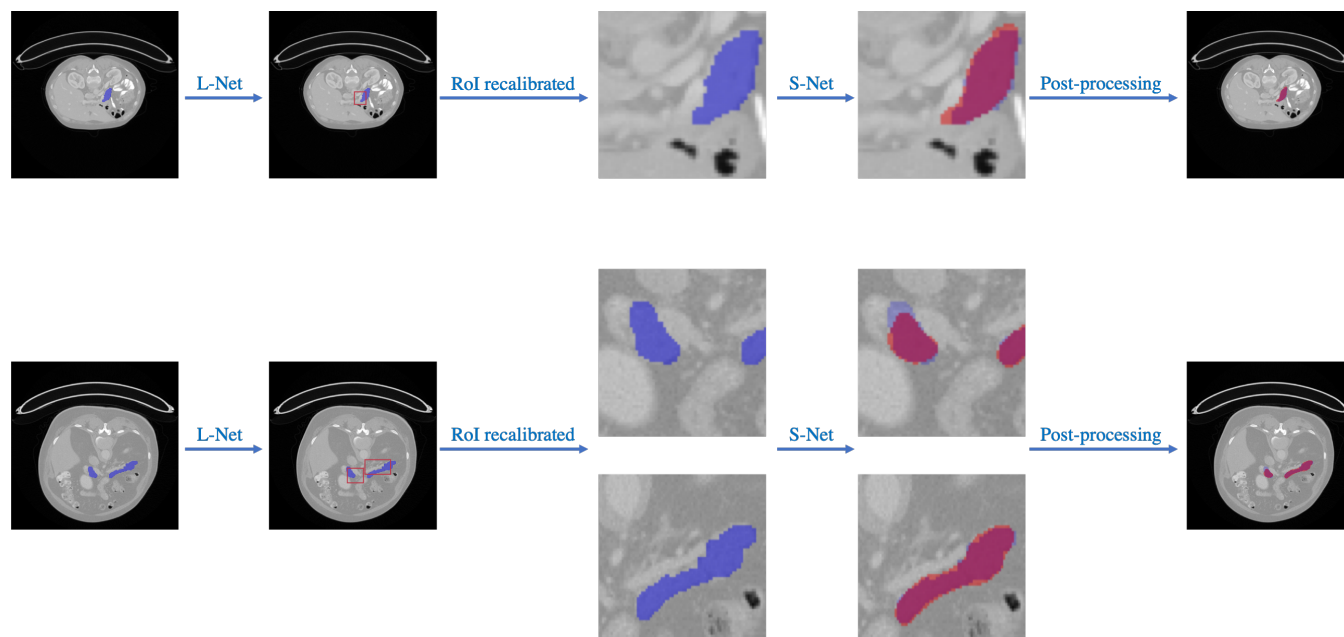 L-Net
RoI recalibrated
S-Net
Post-processing
L-Net
RoI recalibrated
S-Net
Post-processing